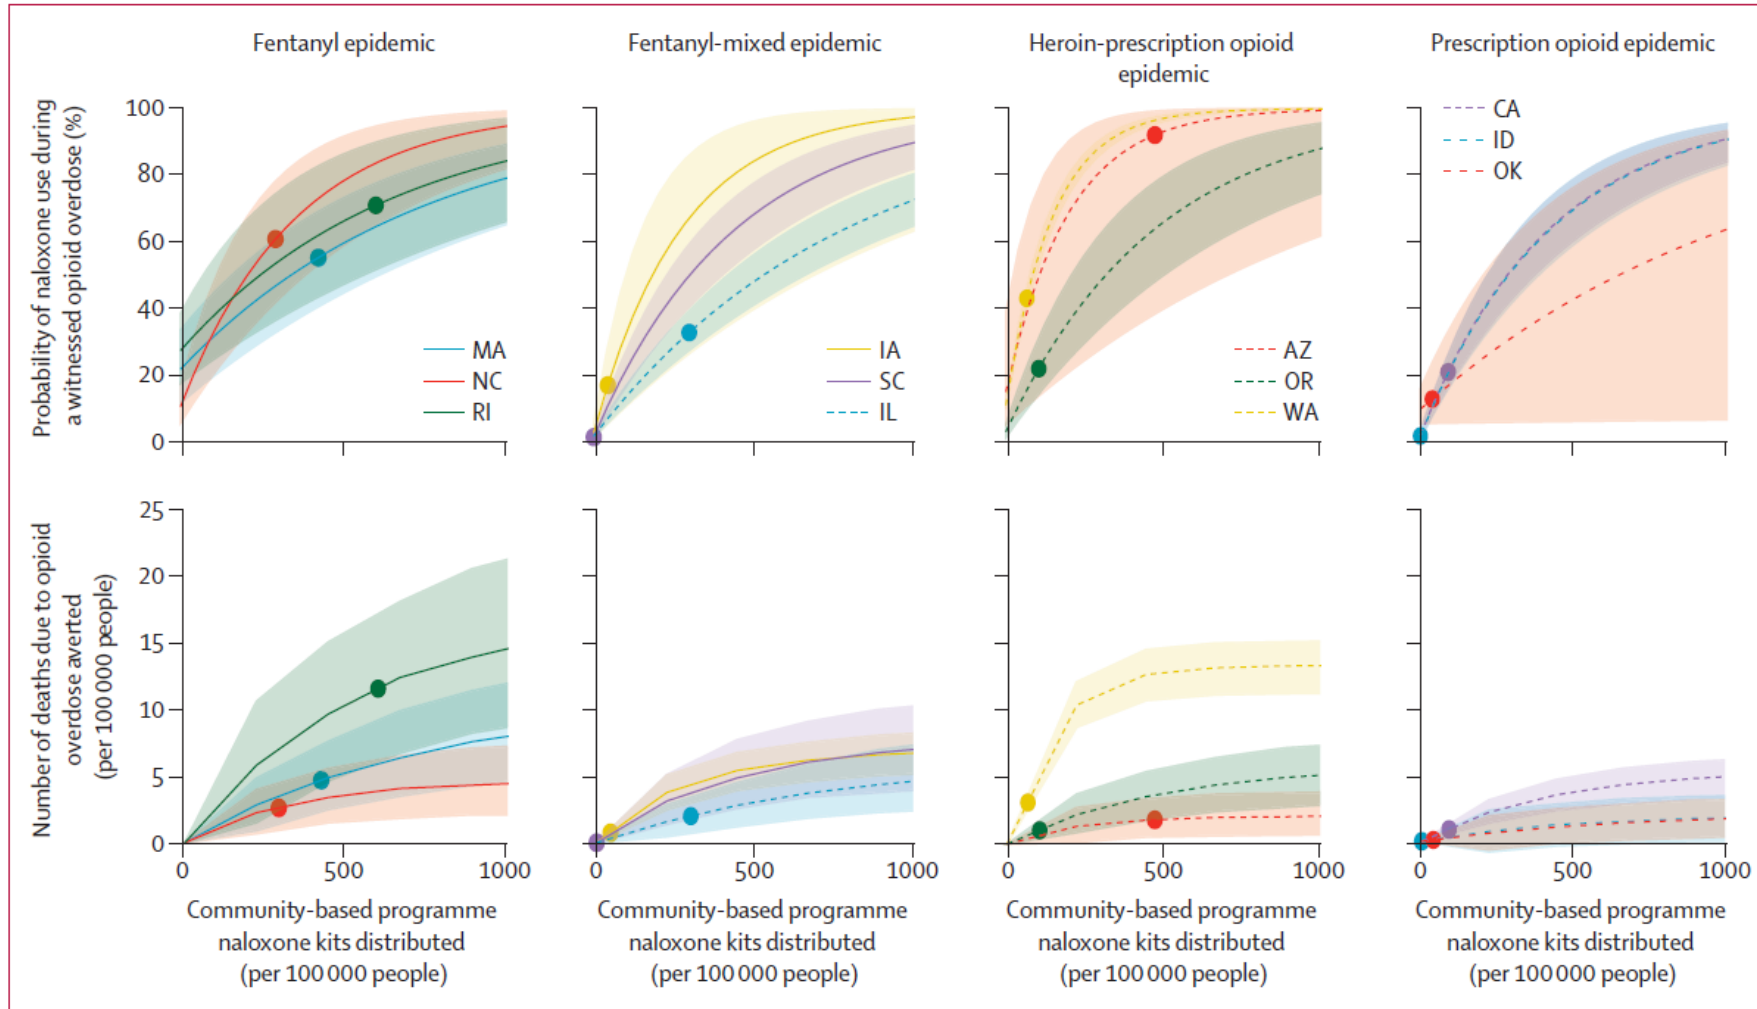 Fentanyl epidemic
Fentanyl-mixed epidemic
Heroin-prescription opioid
epidemic
Prescription opioid epidemic
Probability of naloxone use during
a witnessed opioid overdose (%)
100
80
60
40
20
0
MA
NC
RI
0
500
1000
IA
SC
IL
AZ
OR
WA
CA
ID
OK
Number of deaths due to opioid
overdose averted
(per 100 000 people)
25
20
15
10
5
0
0
500
1000
0
500
1000
0
500
1000
0
500
1000
Community-based programme
naloxone kits distributed
(per 100 000 people)
Community-based programme
naloxone kits distributed
(per 100 000 people)
Community-based programme
naloxone kits distributed
(per 100 000 people)
Community-based programme
naloxone kits distributed
(per 100 000 people)